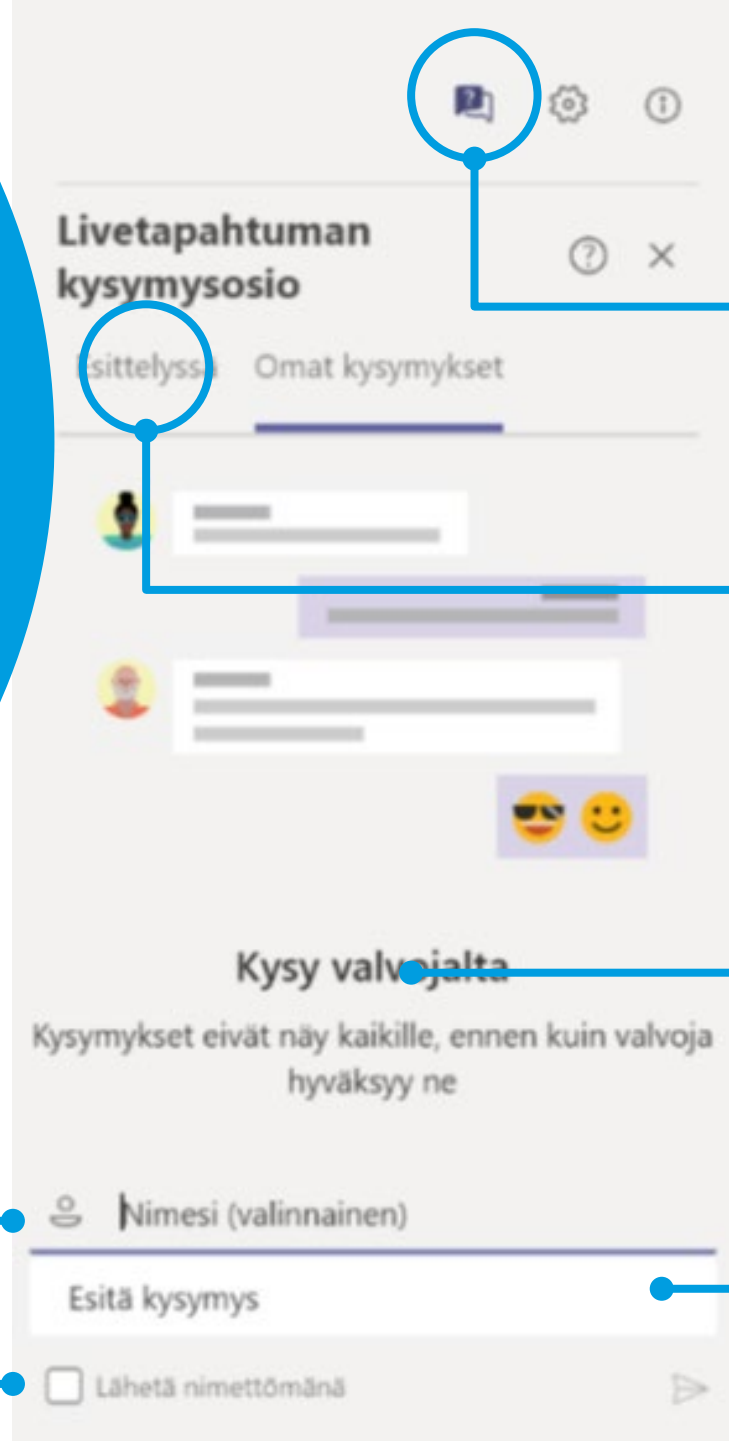 Livetapahtuman
kysymysosio
Esittelyssä Omat kysymykset
Kysy valvojalta
Kysymykset eivät näy kaikille, ennen kuin valvoja
hyväksyy ne
Nimesi (valinnainen)
Esitä kysymys
Lähetä nimettömänä